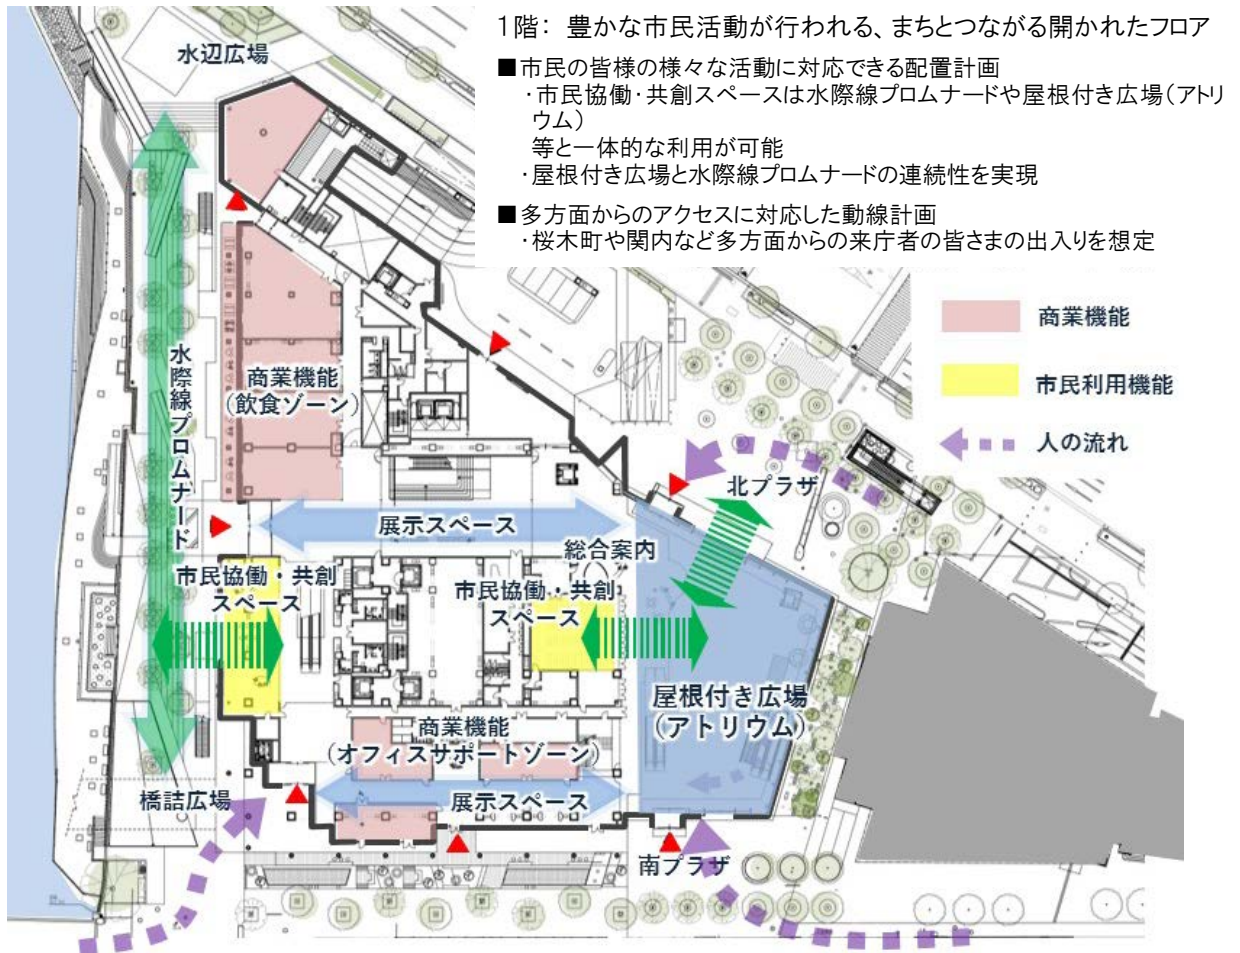 1階： 豊かな市民活動が行われる、まちとつながる開かれたフロア
■市民の皆様の様々な活動に対応できる配置計画
・市民協働・共創スペースは水際線プロムナードや屋根付き広場（アトリ
ウム）
等と一体的な利用が可能
・屋根付き広場と水際線プロムナードの連続性を実現
■多方面からのアクセスに対応した動線計画
・桜木町や関内など多方面からの来庁者の皆さまの出入りを想定
商業機能
市民利用機能
人の流れ
水辺広場
水際線プロムナード
商業機能
（飲食ゾーン）
北プラザ
展示スペース
総合案内
市民協働・共創
スペース
市民協働・共創
スペース
屋根付き広場
（アトリウム）
商業機能
（オフィスサポートゾーン）
展示スペース
橋詰広場
南プラザ